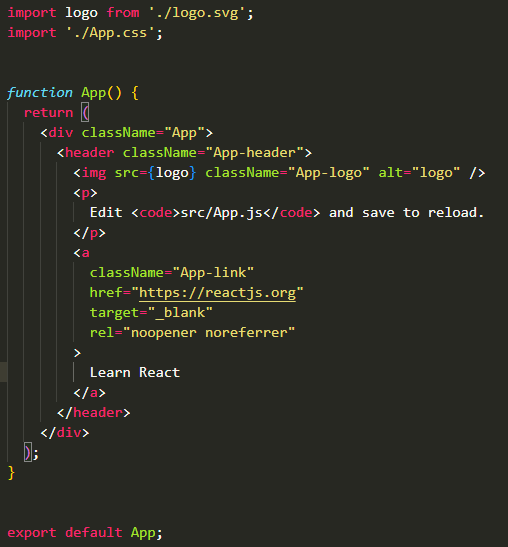 import logo from './logo.svg';
import './App.css';
function App() {
  return (
    <div className="App">
      <header className="App-header">
        <img src={logo} className="App-logo" alt="logo" />
        <p>
          Edit <code>src/App.js</code> and save to reload.
        </p>
        <a
          className="App-link"
          href="https://reactjs.org"
          target="_blank"
          rel="noopener noreferrer"
        >
          Learn React
        </a>
      </header>
    </div>
  );
}
export default App;